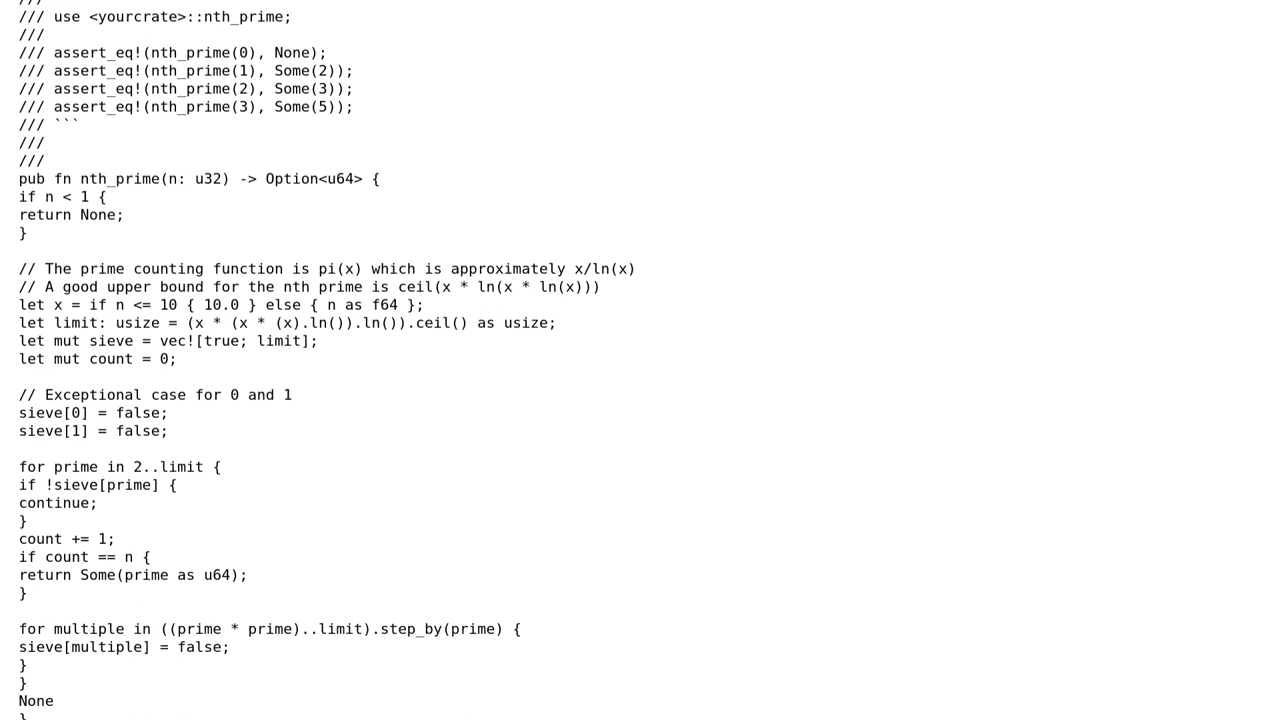 ///
/// use <yourcrate>::nth_prime;
///
/// assert_eq!(nth_prime(0), None);
/// assert_eq!(nth_prime(1), Some(2));
/// assert_eq!(nth_prime(2), Some(3));
/// assert_eq!(nth_prime(3), Some(5));
/// ```
///
///
pub fn nth_prime(n: u32) -> Option<u64> {
if n < 1 {
return None;
}

// The prime counting function is pi(x) which is approximately x/ln(x)
// A good upper bound for the nth prime is ceil(x * ln(x * ln(x)))
let x = if n <= 10 { 10.0 } else { n as f64 };
let limit: usize = (x * (x * (x).ln()).ln()).ceil() as usize;
let mut sieve = vec![true; limit];
let mut count = 0;

// Exceptional case for 0 and 1
sieve[0] = false;
sieve[1] = false;

for prime in 2..limit {
if !sieve[prime] {
continue;
}
count += 1;
if count == n {
return Some(prime as u64);
}

for multiple in ((prime * prime)..limit).step_by(prime) {
sieve[multiple] = false;
}
}
None
}